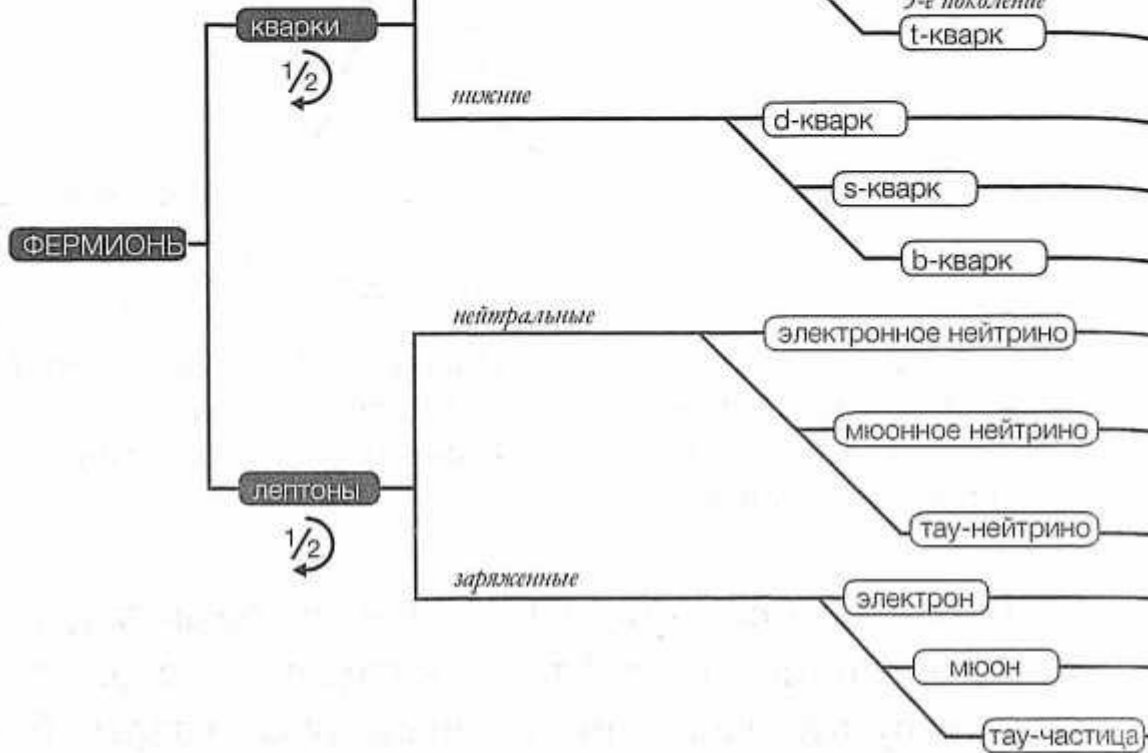 3-е поколение
кварки
t-кварк
1/2
нижние
d-кварк
s-кварк
ФЕРМИОНЫ
b-кварк
нейтральные
электронное нейтрино
мюонное нейтрино
лептоны
1/2
тау-нейтрино
заряженные
электрон
мюон
тау-частица